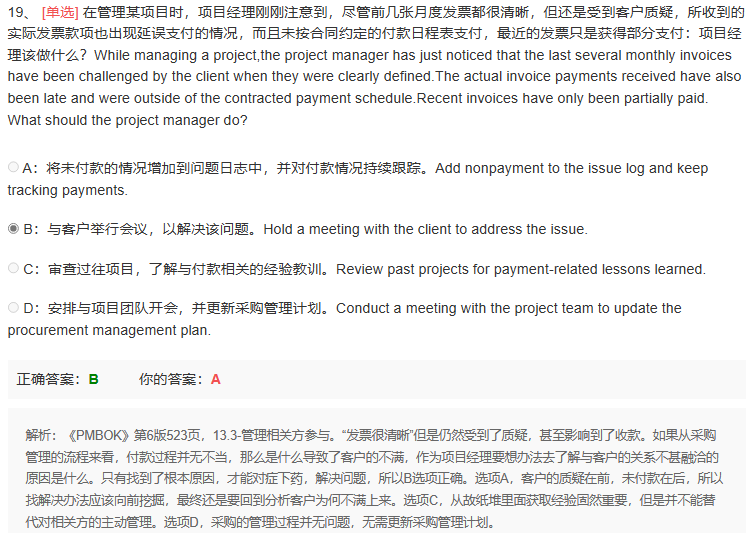 19、 [单选] 在管理某项目时，项目经理刚刚注意到，尽管前几张月度发票都很清晰，但还是受到客户质疑，所收到的
实际发票款项也出现延误支付的情况，而且未按合同约定的付款日程表支付，最近的发票只是获得部分支付：项目经
理该做什么？While managing a project,the project manager has just noticed that the last several monthly invoices
have been challenged by the client when they were clearly defined.The actual invoice payments received have also
been late and were outside of the contracted payment schedule.Recent invoices have only been partially paid.
What should the project manager do?
A：将未付款的情况增加到问题日志中，并对付款情况持续跟踪。Add nonpayment to the issue log and keep
tracking payments.
B：与客户举行会议，以解决该问题。Hold a meeting with the client to address the issue.
C：审查过往项目，了解与付款相关的经验教训。Review past projects for payment-related lessons learned.
D：安排与项目团队开会，并更新采购管理计划。Conduct a meeting with the project team to update the
procurement management plan.
正确答案：B 你的答案：A
解析：《PMBOK》第6版523页，13.3-管理相关方参与。“发票很清晰”但是仍然受到了质疑，甚至影响到了收款。如果从采购
管理的流程来看，付款过程并无不当，那么是什么导致了客户的不满，作为项目经理要想办法去了解与客户的关系不甚融洽的
原因是什么。只有找到了根本原因，才能对症下药，解决问题，所以B选项正确。选项A，客户的质疑在前，未付款在后，所以
找解决办法应该向前挖掘，最终还是要回到分析客户为何不满上来。选项C，从故纸堆里面获取经验固然重要，但是并不能替
代对相关方的主动管理。选项D，采购的管理过程并无问题，无需更新采购管理计划。